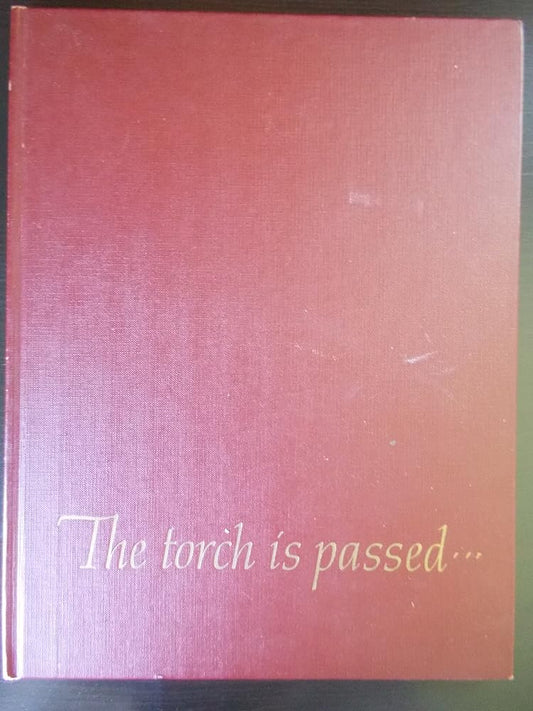 The torch is passed...